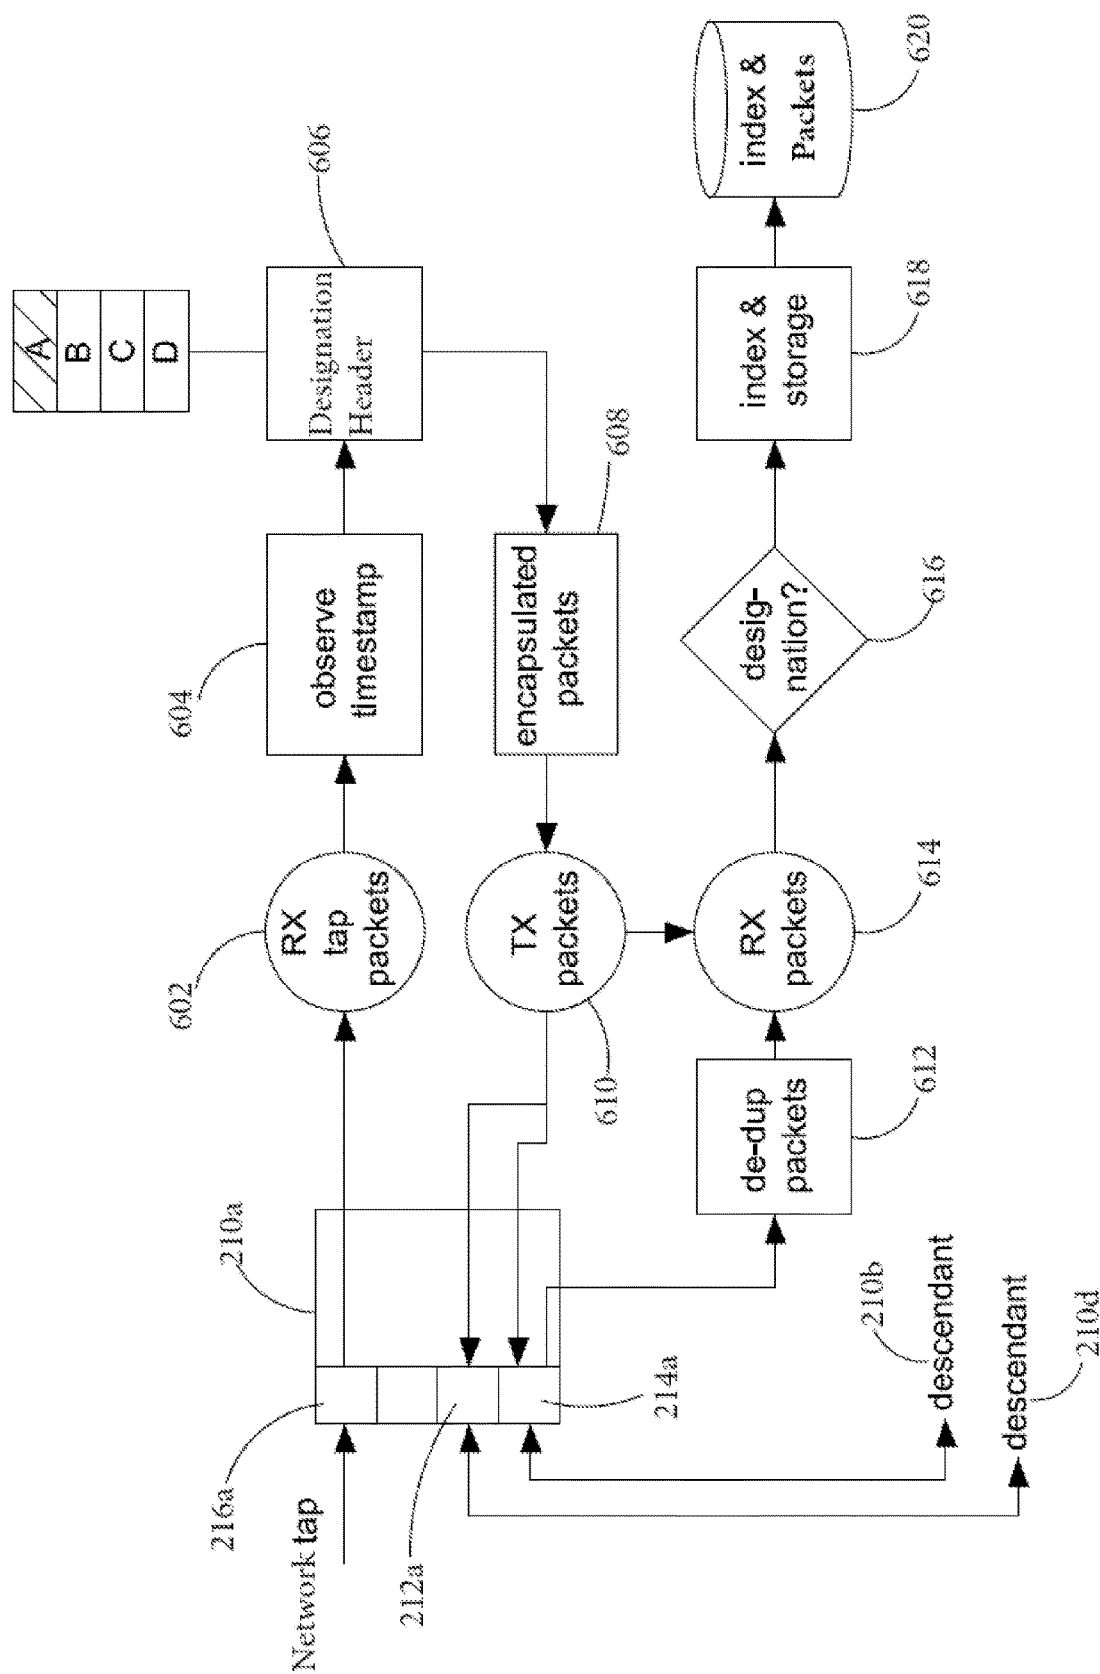 A
B
C
D
606
Designation
Header
604
observe
timestamp
602
RX
tap
packets
210a
216a
Network tap
608
encapsulated
packets
TX
packets
610
212a
214a
620
index &
Packets
618
index &
storage
616
desig-
nation?
614
RX
packets
612
de-dup
packets
210b
descendant
210d
descendant